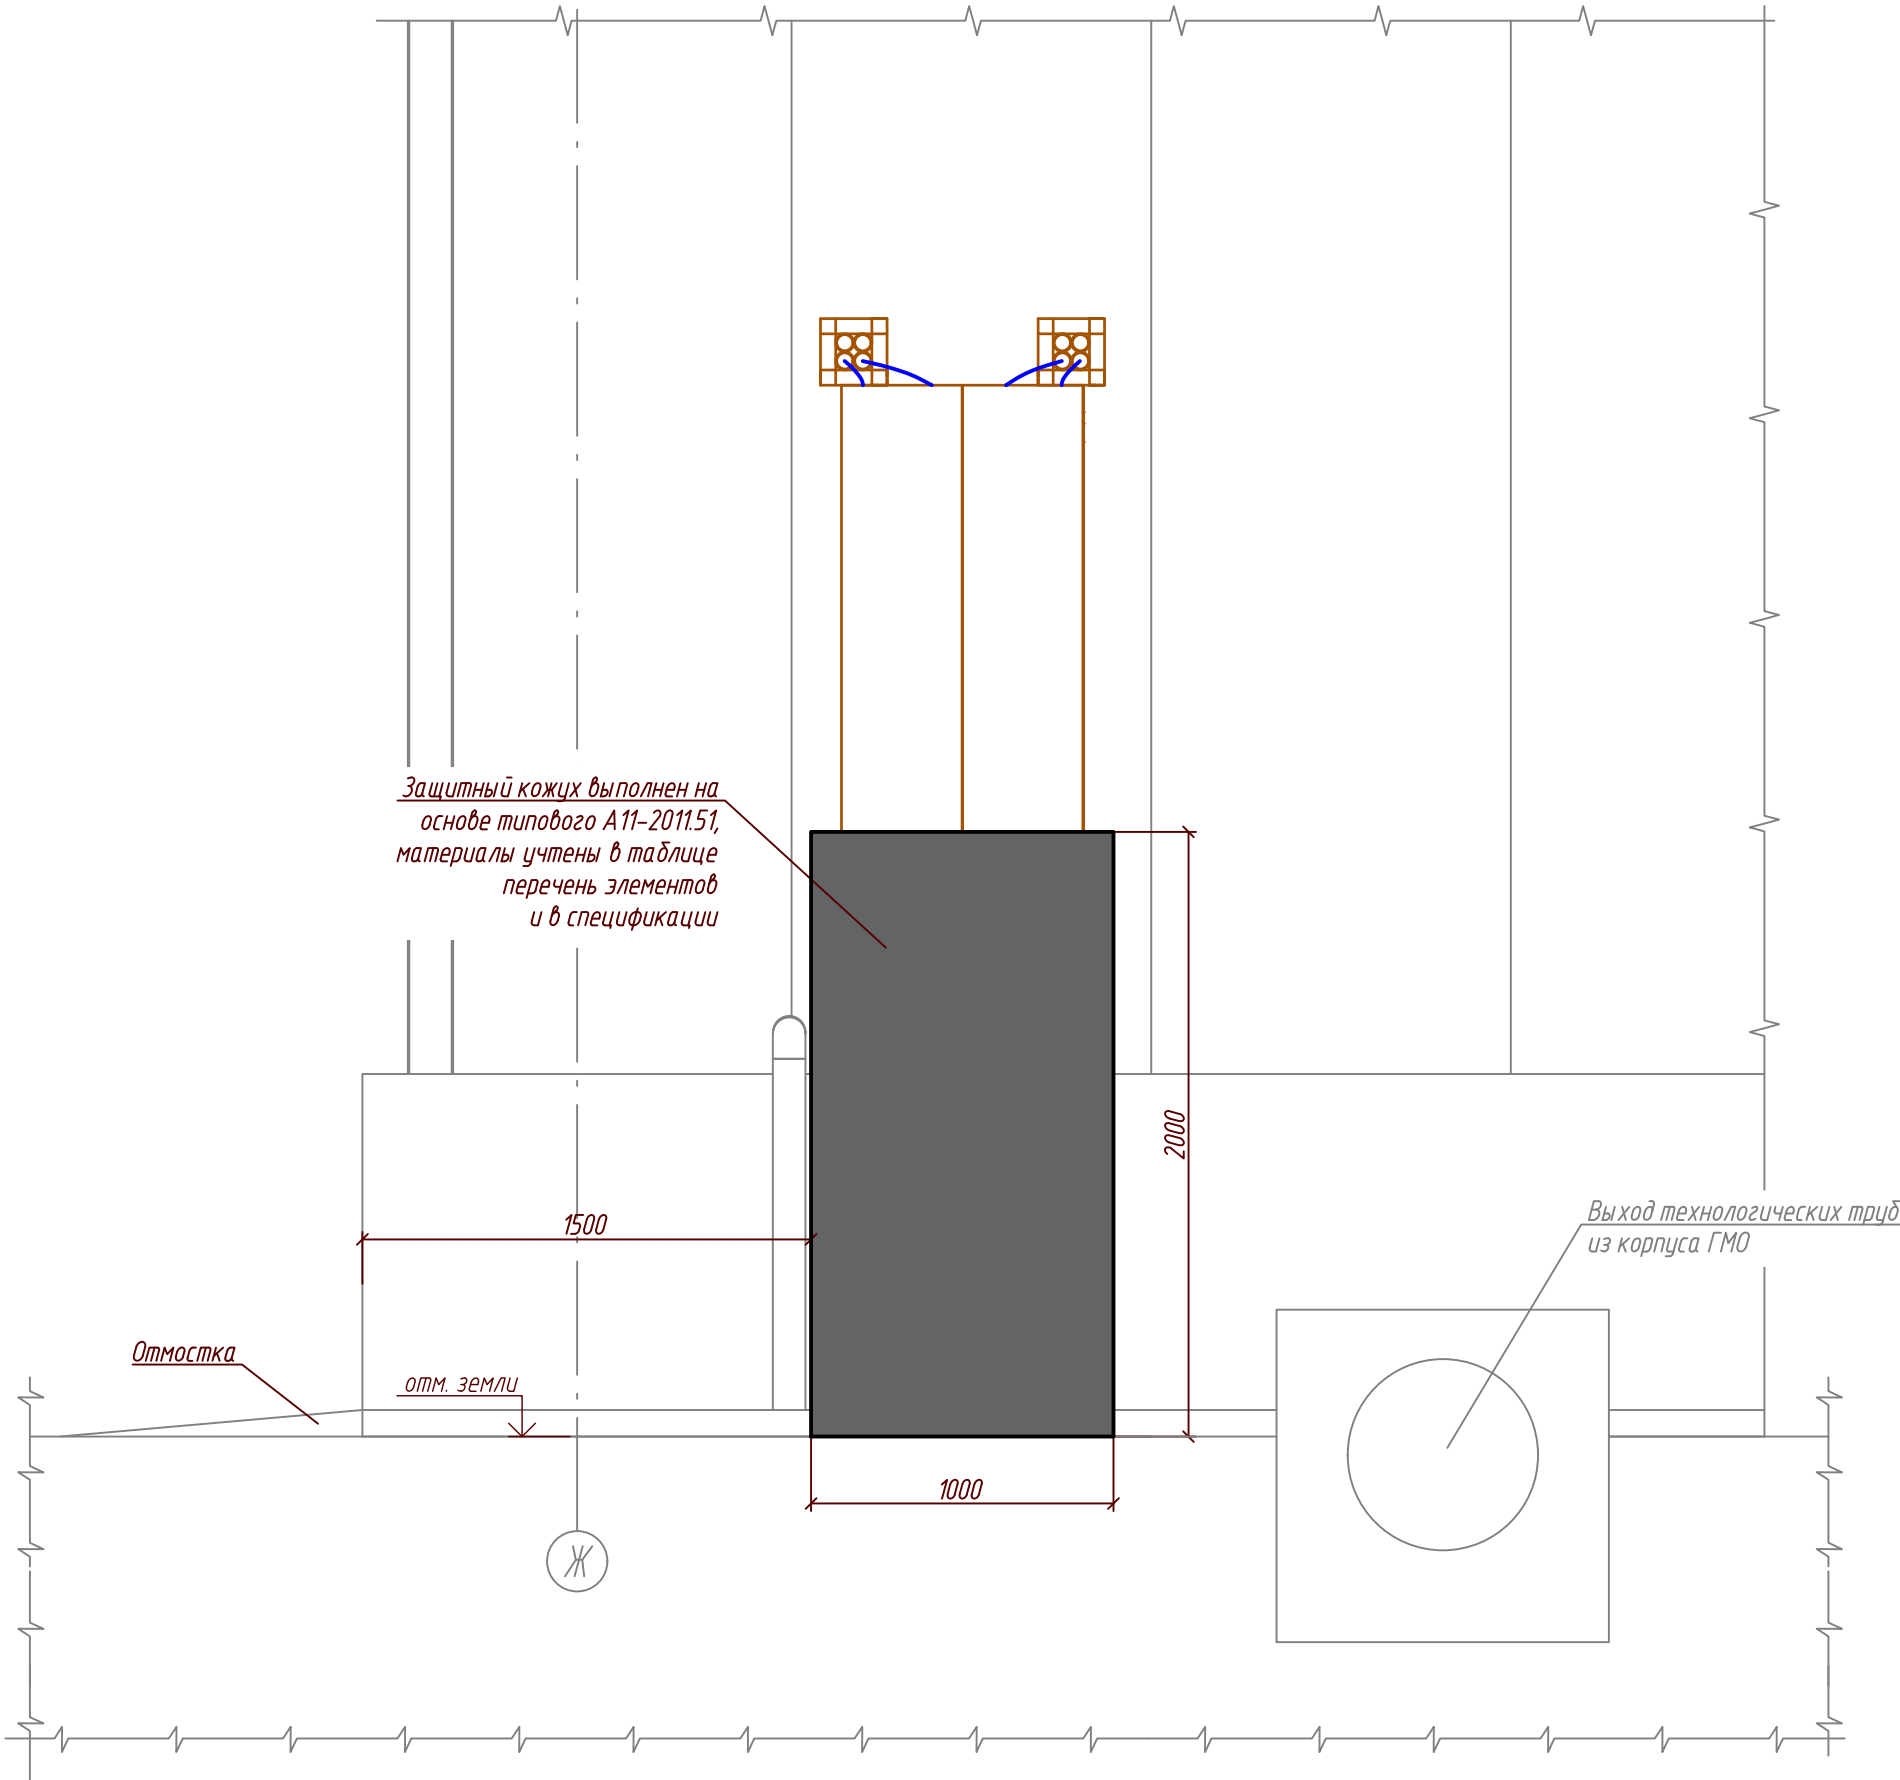 Защитный кожух выполнен на
основе типового А11-2011.51,
материалы учтены в таблице
перечень элементов
и в спецификации
2000
1500
Выход технологических труб
из корпуса ГМО
Отмостка
отм. земли
1000
Ж